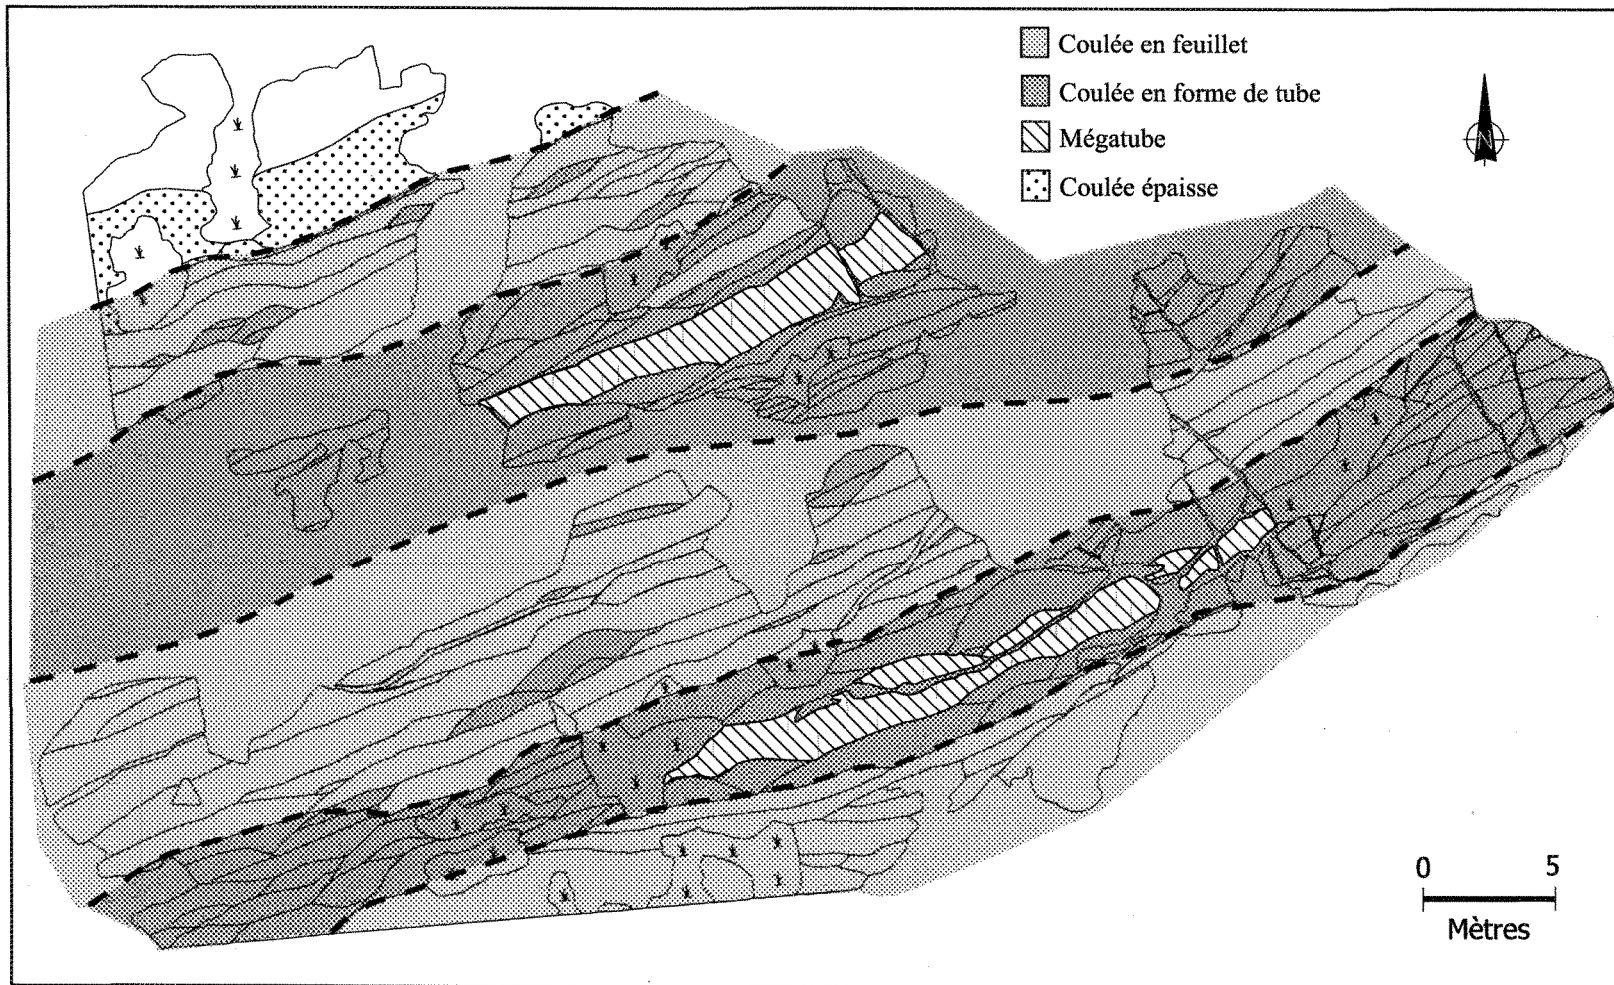 Coulée en feuillet
Coulée en forme de tube
Mégatube
Coulée épaisse
N
0 5
Mètres